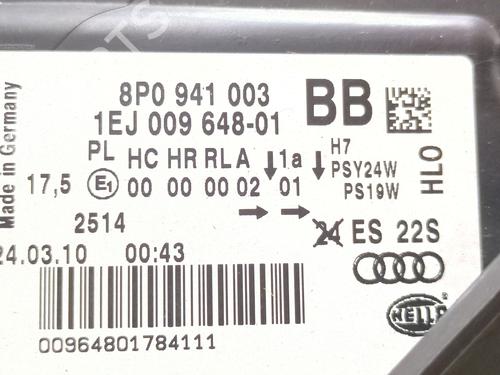 8P0 941 003 BB
1EJ 009 648-01
Made in Germany
PL HC HR RL A 1a H7
PSY24W
17,5 E1 00 00 00 02 01 PS19W
HLO
2514
24 ES 22S
24.03.10 00:43
HELLA
00964801784111